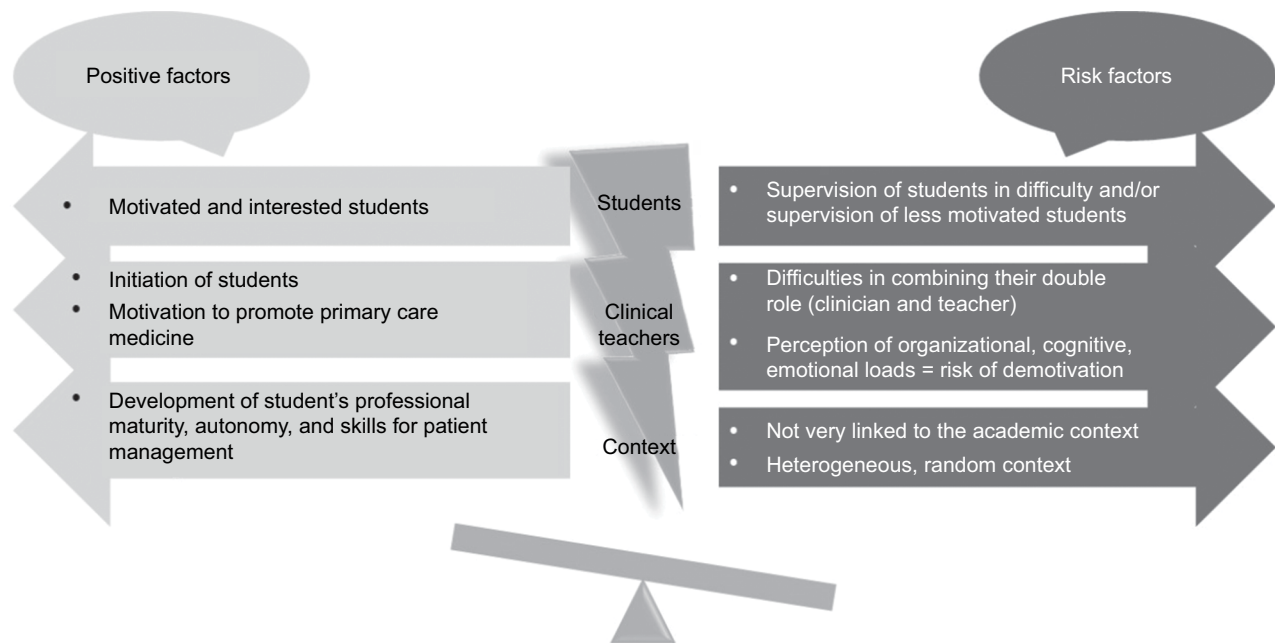 Positive factors
Risk factors
• Motivated and interested students
Students
• Supervision of students in difficulty and/or
supervision of less motivated students
• Initiation of students
• Motivation to promote primary care
medicine
Clinical
teachers
• Difficulties in combining their double
role (clinician and teacher)
• Perception of organizational, cognitive,
emotional loads = risk of demotivation
• Development of student’s professional
maturity, autonomy, and skills for patient
management
Context
• Not very linked to the academic context
• Heterogeneous, random context